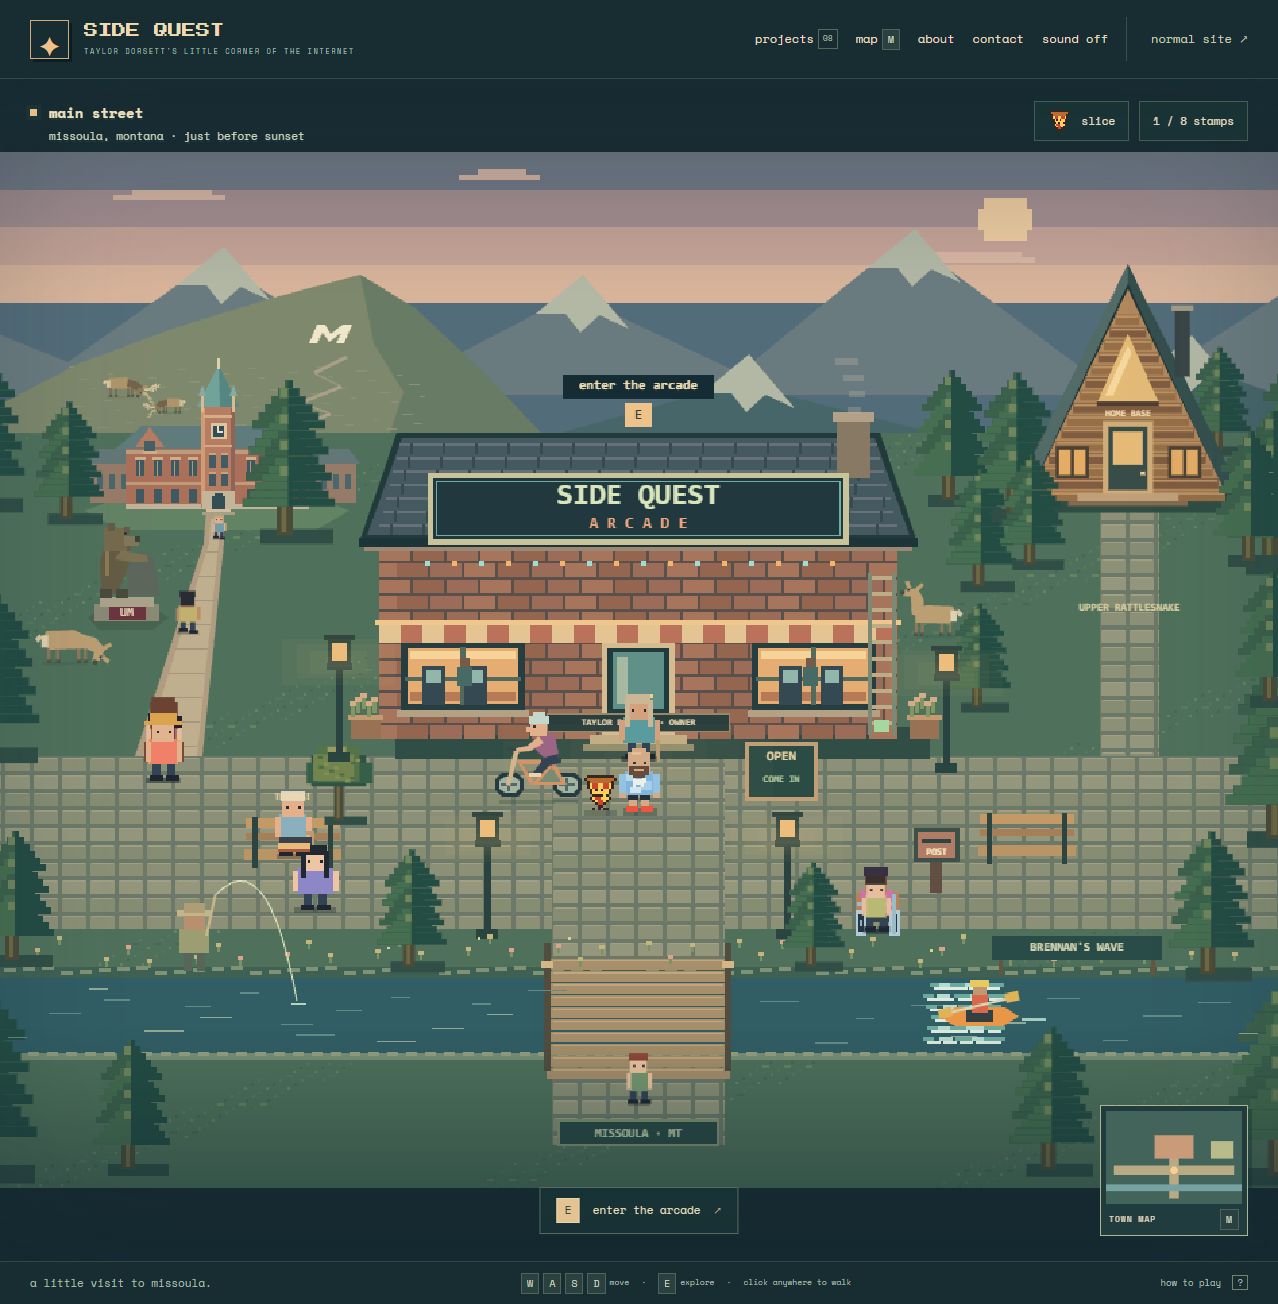 SIDE QUEST
TAYLOR DORSETT'S LITTLE CORNER OF THE INTERNET
projects 08 map M about contact sound off normal site ↗
main street
missoula, montana · just before sunset
slice
1 / 8 stamps
M
enter the arcade
E
HOME BASE
SIDE QUEST
ARCADE
UM
UPPER RATTLESNAKE
TAYLOR
· OWNER
OPEN
COME IN
POST
BRENNAN'S WAVE
MISSOULA · MT
TOWN MAP M
E enter the arcade ↗
a little visit to missoula.
W A S D move · E explore · click anywhere to walk
how to play ?